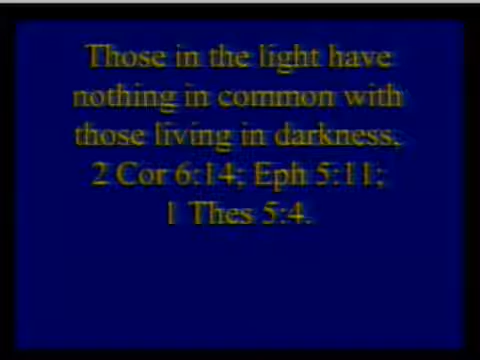 Those in the light have
nothing in common with
those living in darkness,
2 Cor 6:14; Eph 5:11;
1 Thes 5:4.